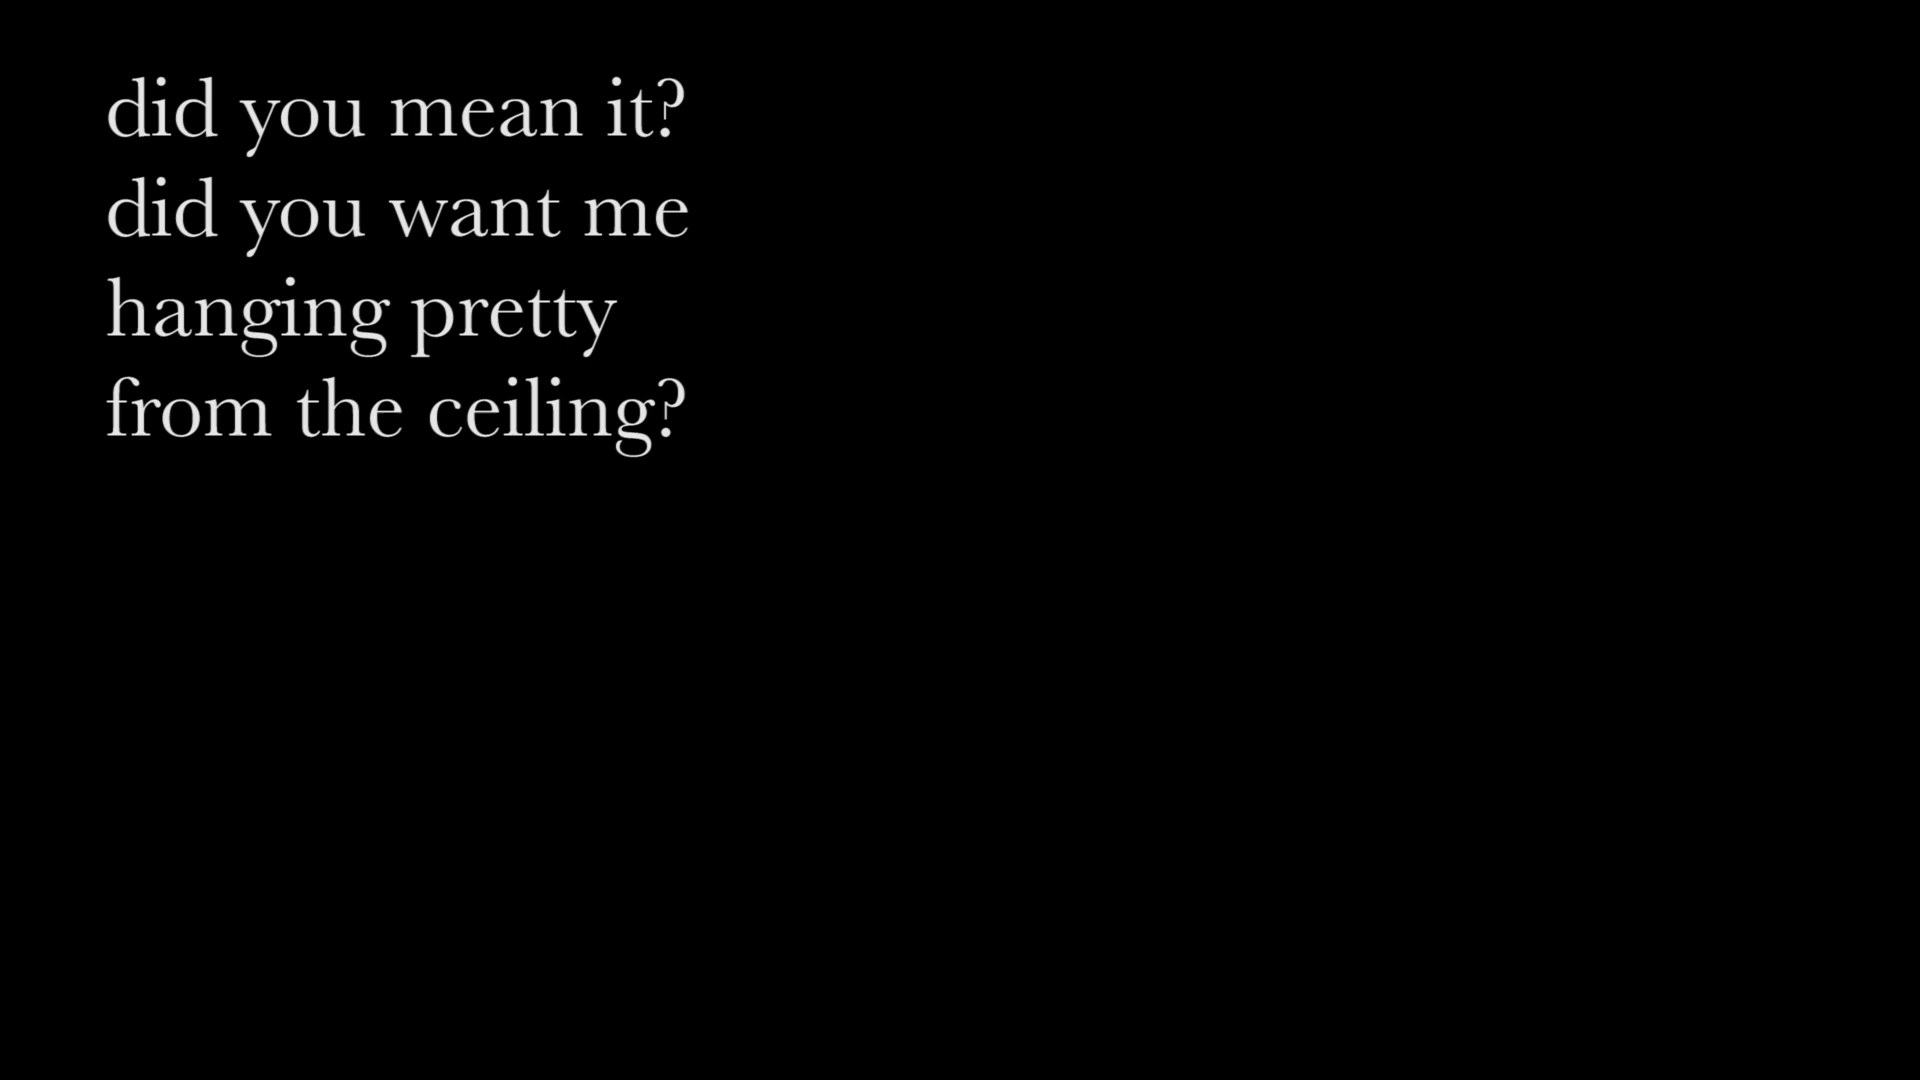 did you mean it?
did you want me
hanging pretty
from the ceiling?